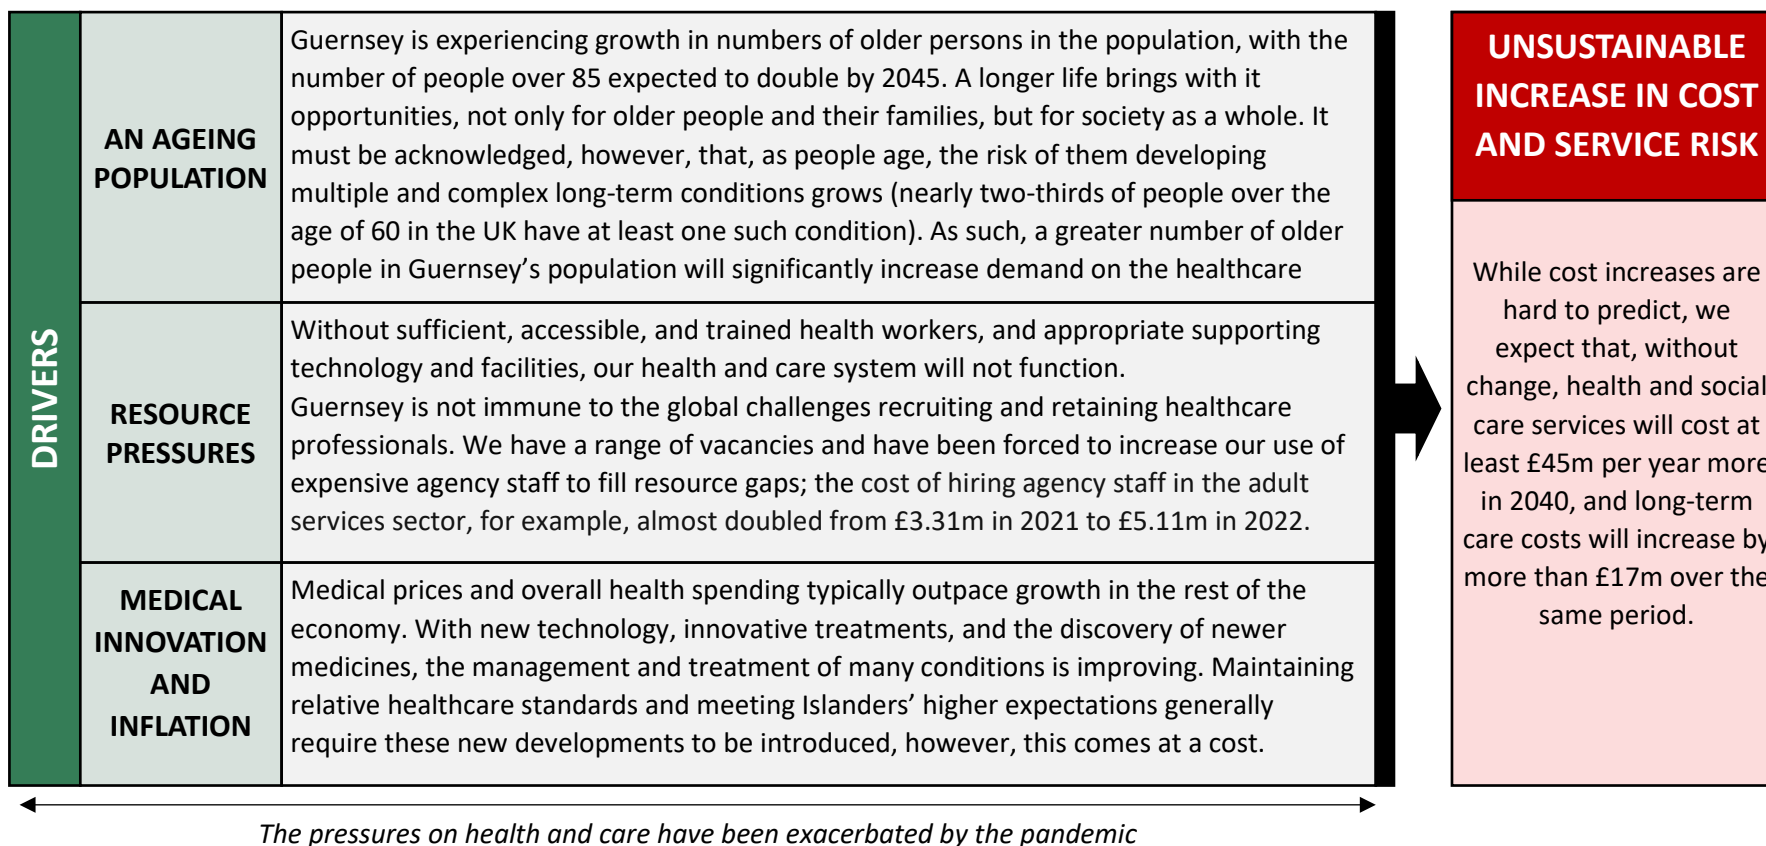 DRIVERS
AN AGEING
POPULATION
Guernsey is experiencing growth in numbers of older persons in the population, with the
number of people over 85 expected to double by 2045. A longer life brings with it
opportunities, not only for older people and their families, but for society as a whole. It
must be acknowledged, however, that, as people age, the risk of them developing
multiple and complex long-term conditions grows (nearly two-thirds of people over the
age of 60 in the UK have at least one such condition). As such, a greater number of older
people in Guernsey’s population will significantly increase demand on the healthcare
RESOURCE
PRESSURES
Without sufficient, accessible, and trained health workers, and appropriate supporting
technology and facilities, our health and care system will not function.
Guernsey is not immune to the global challenges recruiting and retaining healthcare
professionals. We have a range of vacancies and have been forced to increase our use of
expensive agency staff to fill resource gaps; the cost of hiring agency staff in the adult
services sector, for example, almost doubled from £3.31m in 2021 to £5.11m in 2022.
MEDICAL
INNOVATION
AND
INFLATION
Medical prices and overall health spending typically outpace growth in the rest of the
economy. With new technology, innovative treatments, and the discovery of newer
medicines, the management and treatment of many conditions is improving. Maintaining
relative healthcare standards and meeting Islanders’ higher expectations generally
require these new developments to be introduced, however, this comes at a cost.
UNSUSTAINABLE
INCREASE IN COST
AND SERVICE RISK
While cost increases are
hard to predict, we
expect that, without
change, health and social
care services will cost at
least £45m per year more
in 2040, and long-term
care costs will increase by
more than £17m over the
same period.
The pressures on health and care have been exacerbated by the pandemic